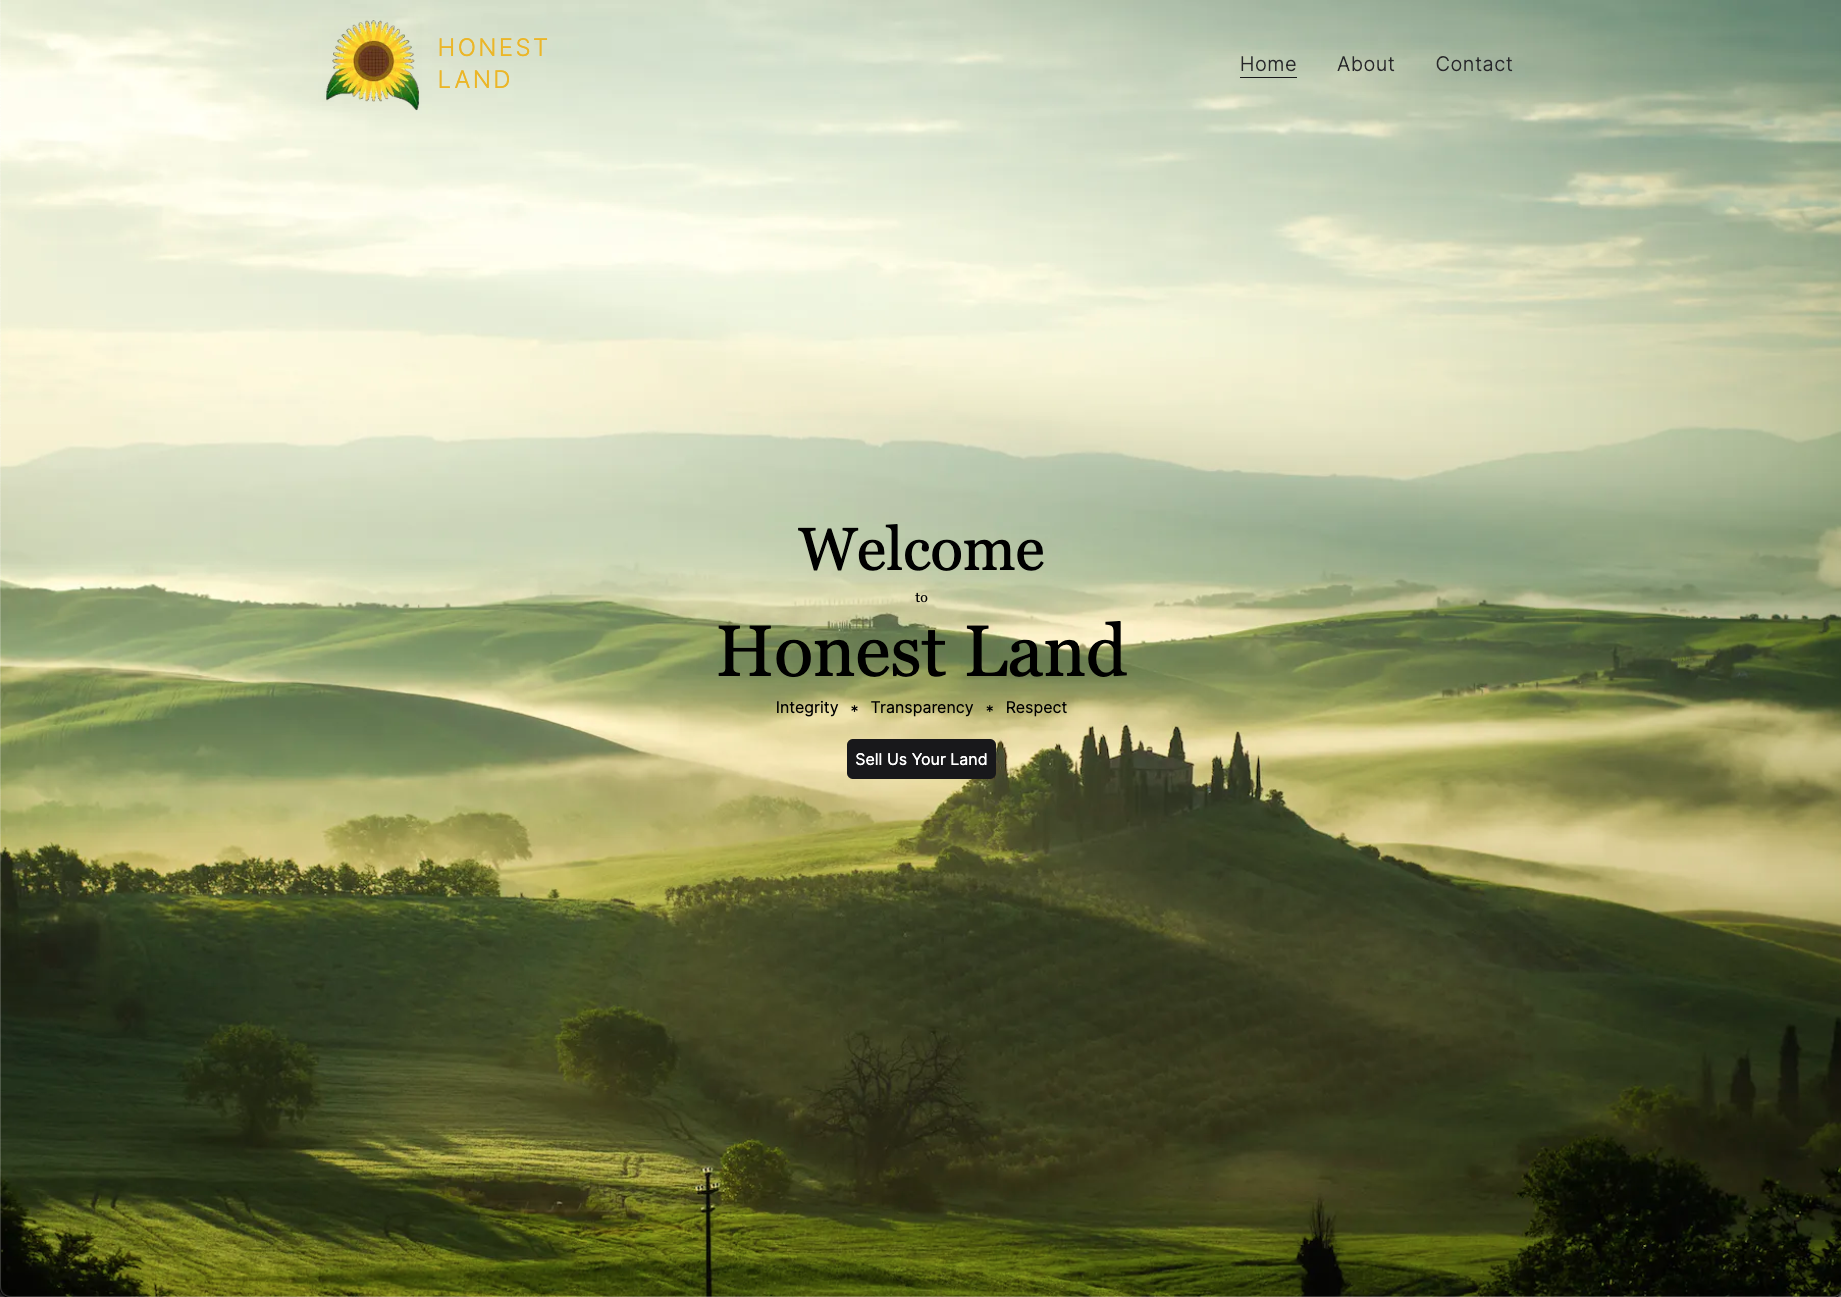 HONEST
LAND
Home About Contact
Welcome
to
Honest Land
Integrity * Transparency * Respect
Sell Us Your Land